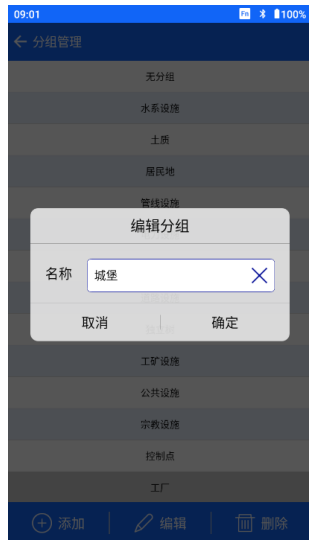 09:01 Fn 100%
分组管理
无分组
水系设施
土质
居民地
管线设施
编辑分组
名称 城堡
取消 确定
工矿设施
公共设施
宗教设施
控制点
工厂
添加 编辑 删除